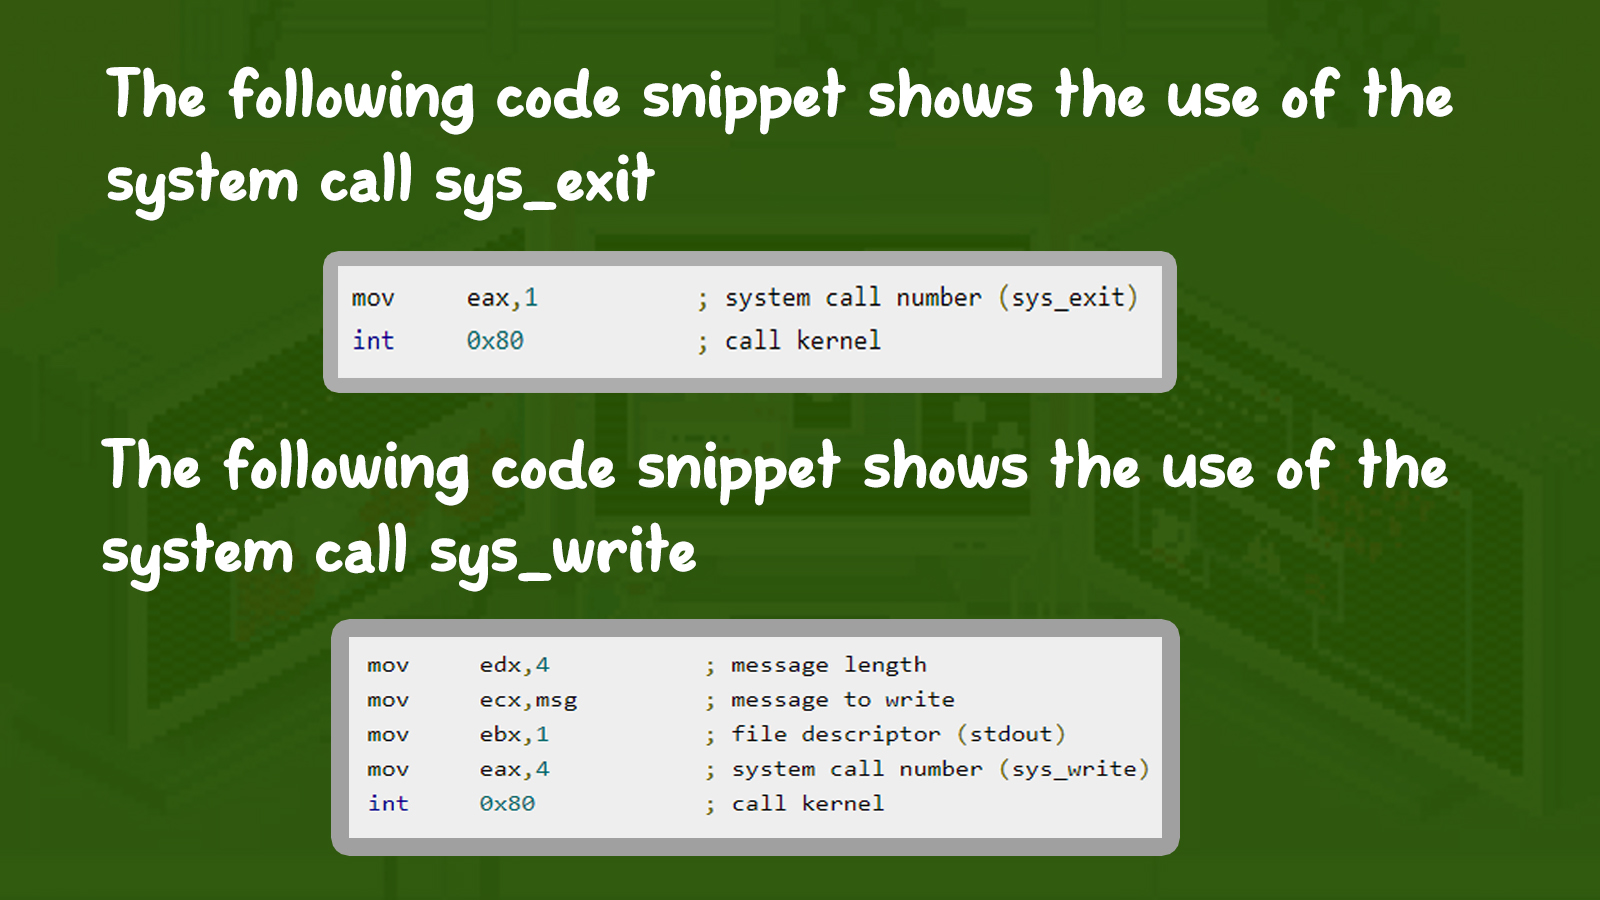 The following code snippet shows the use of the
system call sys_exit
mov eax,1 ; system call number (sys_exit)
int 0x80 ; call kernel
The following code snippet shows the use of the
system call sys_write
mov edx,4 ; message length
mov ecx,msg ; message to write
mov ebx,1 ; file descriptor (stdout)
mov eax,4 ; system call number (sys_write)
int 0x80 ; call kernel